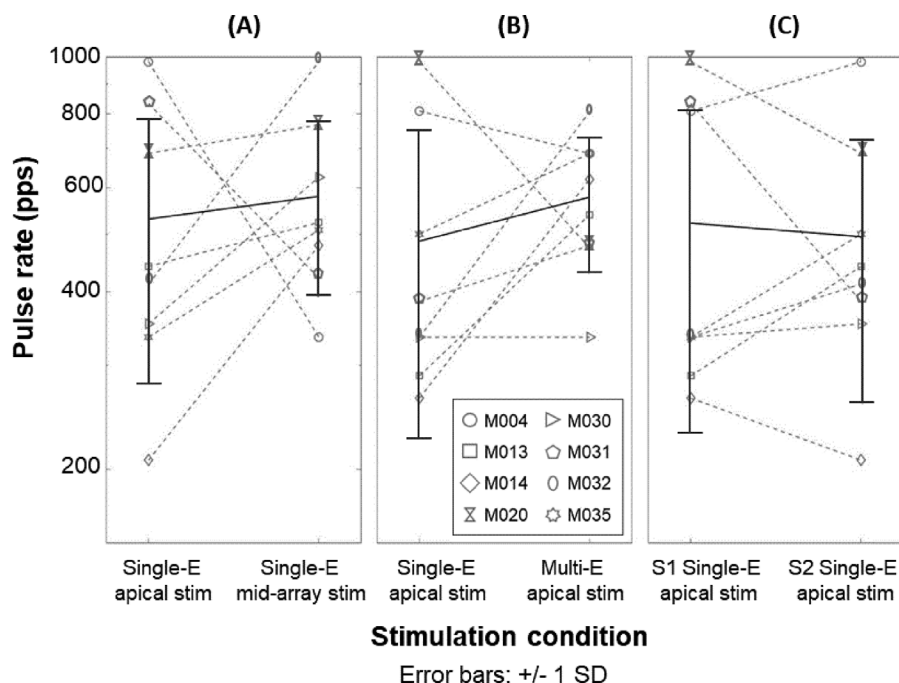 (A) (B) (C)
1000
800
600
400
200
Pulse rate (pps)
M004 M030
M013 M031
M014 M032
M020 M035
Single-E Single-E Single-E Multi-E S1 Single-E S2 Single-E
apical stim mid-array stim apical stim apical stim apical stim apical stim
Stimulation condition
Error bars: +/- 1 SD